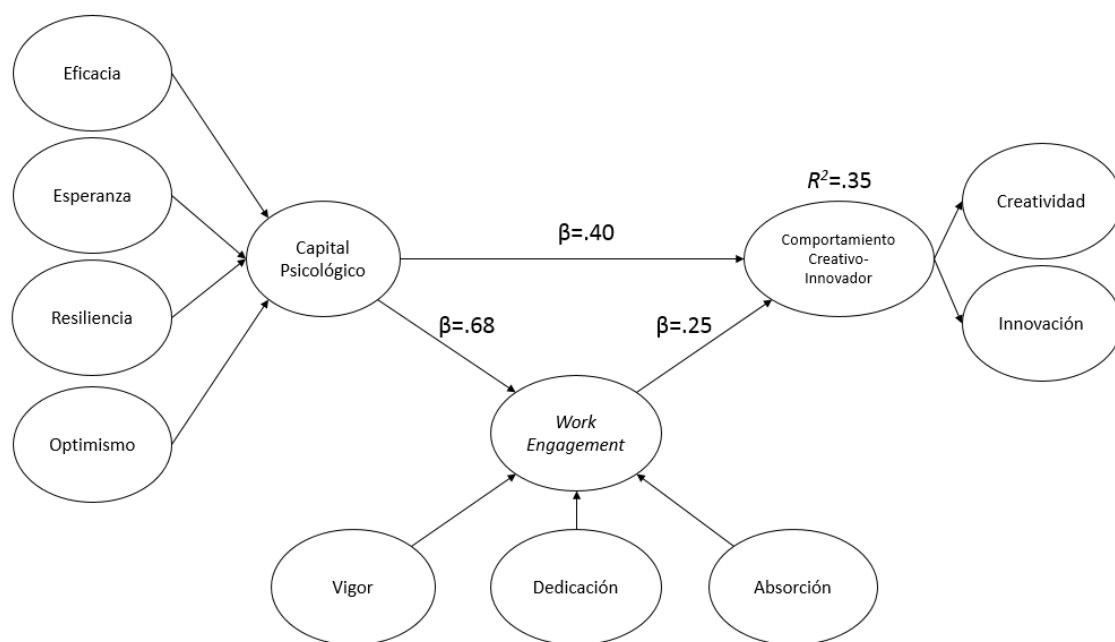 Eficacia
Esperanza
Resiliencia
Optimismo
Capital
Psicológico
β=.40
β=.68
β=.25
R²=.35
Comportamiento
Creativo-
Innovador
Creatividad
Innovación
Work
Engagement
Vigor
Dedicación
Absorción